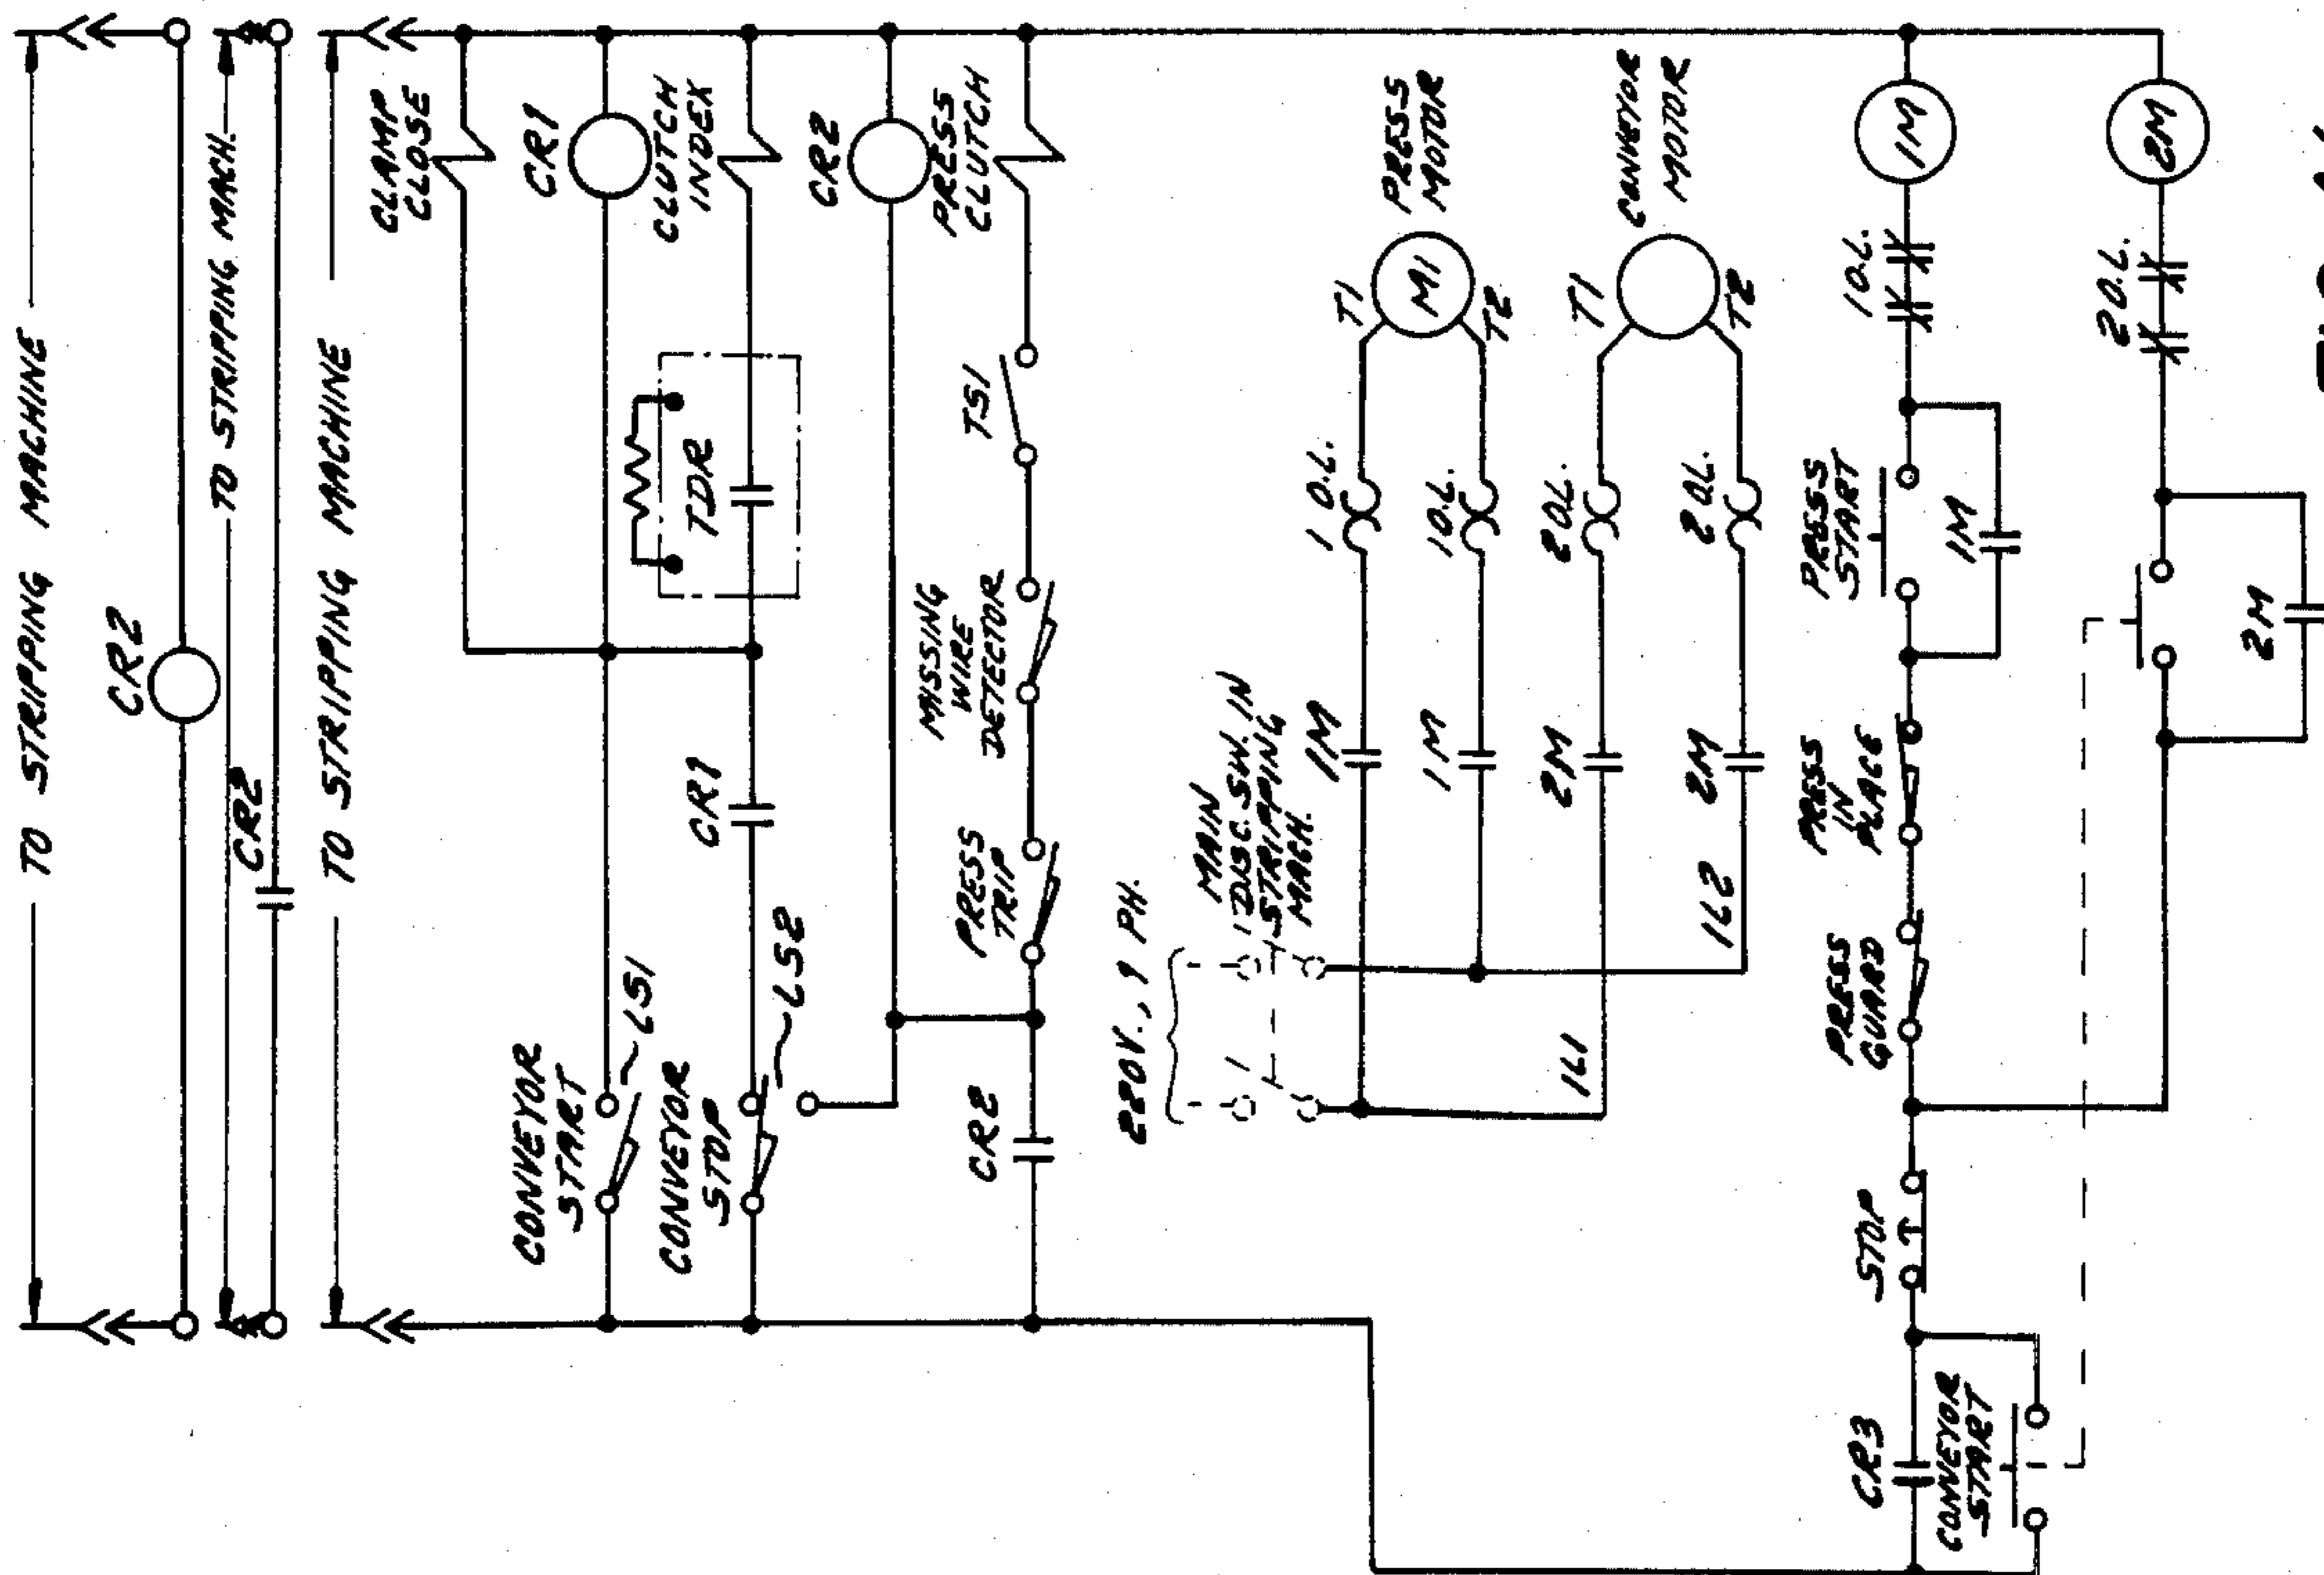 TO STRIPPING MACHINE
CR2
TO STRIPPING MACH.
CR2
TO STRIPPING MACHINE
CLAMP
CLOSE
CR1
CLUTCH
INDEX
CR2
PRESS
CLUTCH
TDR
TS1
MISSING
WIRE
DETECTOR
CR1
PRESS
TRIP
CONVEYOR
START
LS1
CONVEYOR
STOP
LS2
CR2
220V., 1 PH.
MAIN
DISC. SW. IN
STRIPPING
MACH.
1L1
1L2
1M
1M
2M
2M
1 O.L.
1 O.L.
2 O.L.
2 O.L.
T1
T2
M1
PRESS
MOTOR
T1
T2
CONVEYOR
MOTOR
CR3
CONVEYOR
START
STOP
PRESS
GUARD
PRESS
IN
PLACE
PRESS
START
1M
1 O.L.
1M
2M
2 O.L.
2M